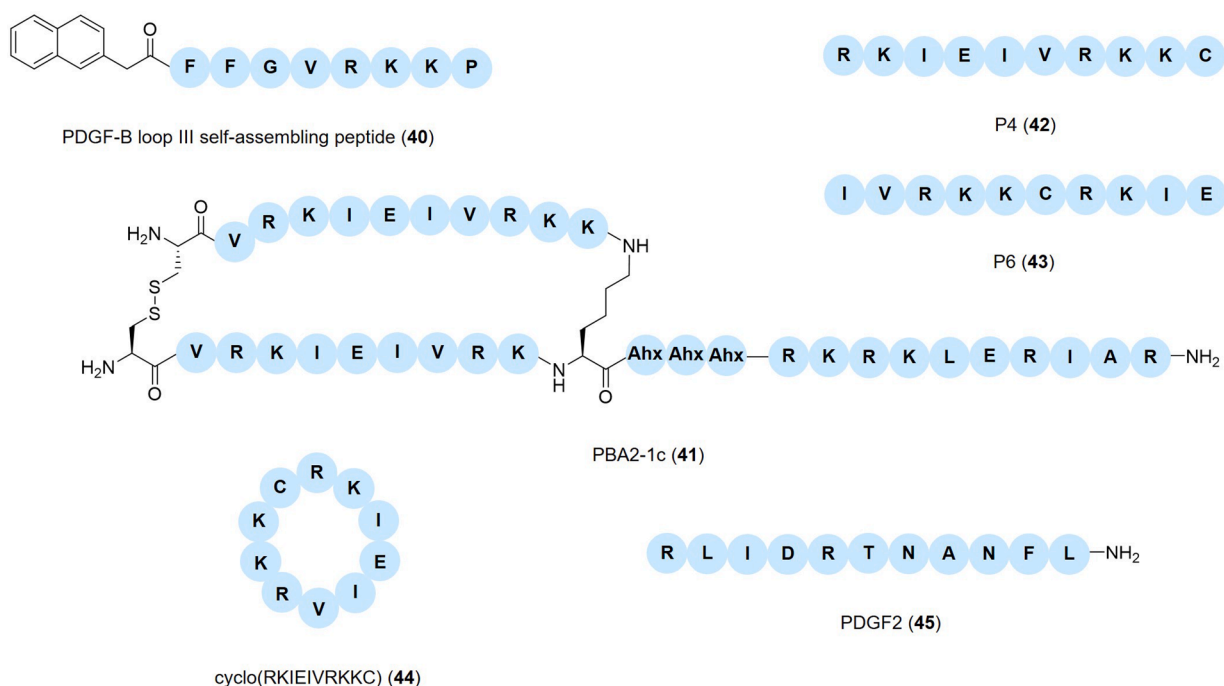 O
F F G V R K K P
PDGF-B loop III self-assembling peptide (40)
R K I E I V R K K C
P4 (42)
I V R K K C R K I E
P6 (43)
H₂N
O
V R K I E I V R K K
NH
S
S
H₂N
O
V R K I E I V R K
N
H
O
Ahx Ahx Ahx R K R K L E R I A R NH₂
PBA2-1c (41)
R K I E I V R K K C
cyclo(RKIEIVRKKC) (44)
R L I D R T N A N F L NH₂
PDGF2 (45)